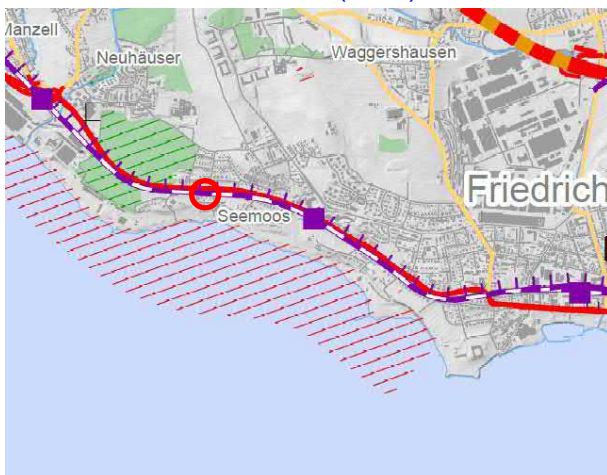 Manzell
Neuhäuser
Waggershausen
Friedrich
Seemoos